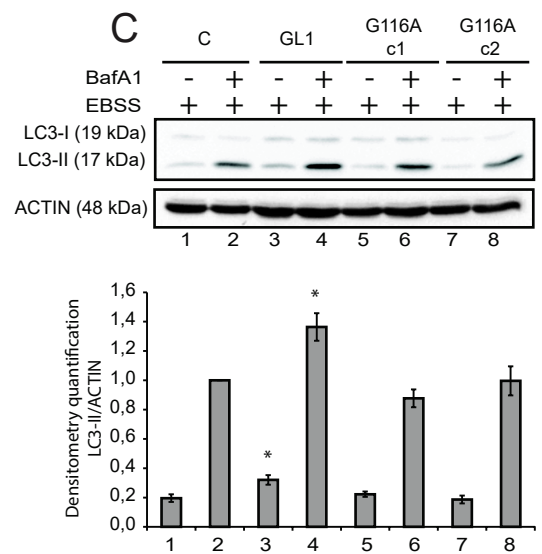 C
C GL1 G116A c1 G116A c2
BafA1 - + - + - + - +
EBSS + + + + + + + +
LC3-I (19 kDa)
LC3-II (17 kDa)
ACTIN (48 kDa)
1 2 3 4 5 6 7 8
Densitometry quantification
LC3-II/ACTIN
1,6
1,4
1,2
1,0
0,8
0,6
0,4
0,2
0,0
* *
1 2 3 4 5 6 7 8